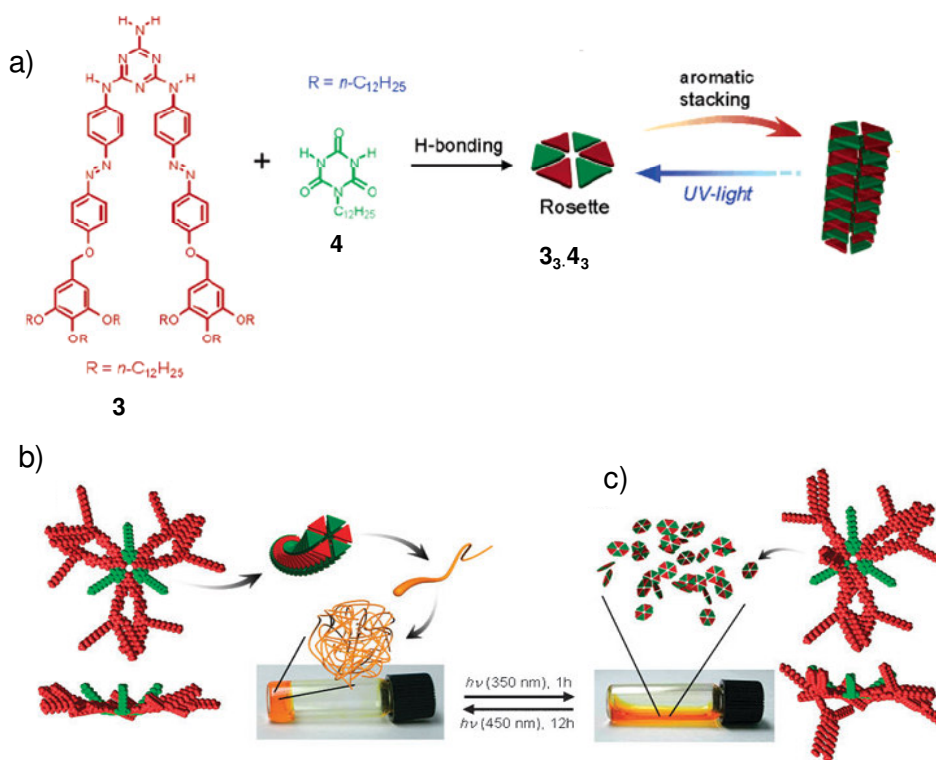 a)
H N H
N N
H N N N H
N N
N N
O O
RO OR RO OR
OR OR
R = n-C12H25
3
+
R = n-C12H25
O
H N N H
O N O
C12H25
4
H-bonding
Rosette
33.43
aromatic
stacking
UV-light
b)
hν (350 nm), 1h
hν (450 nm), 12h
c)